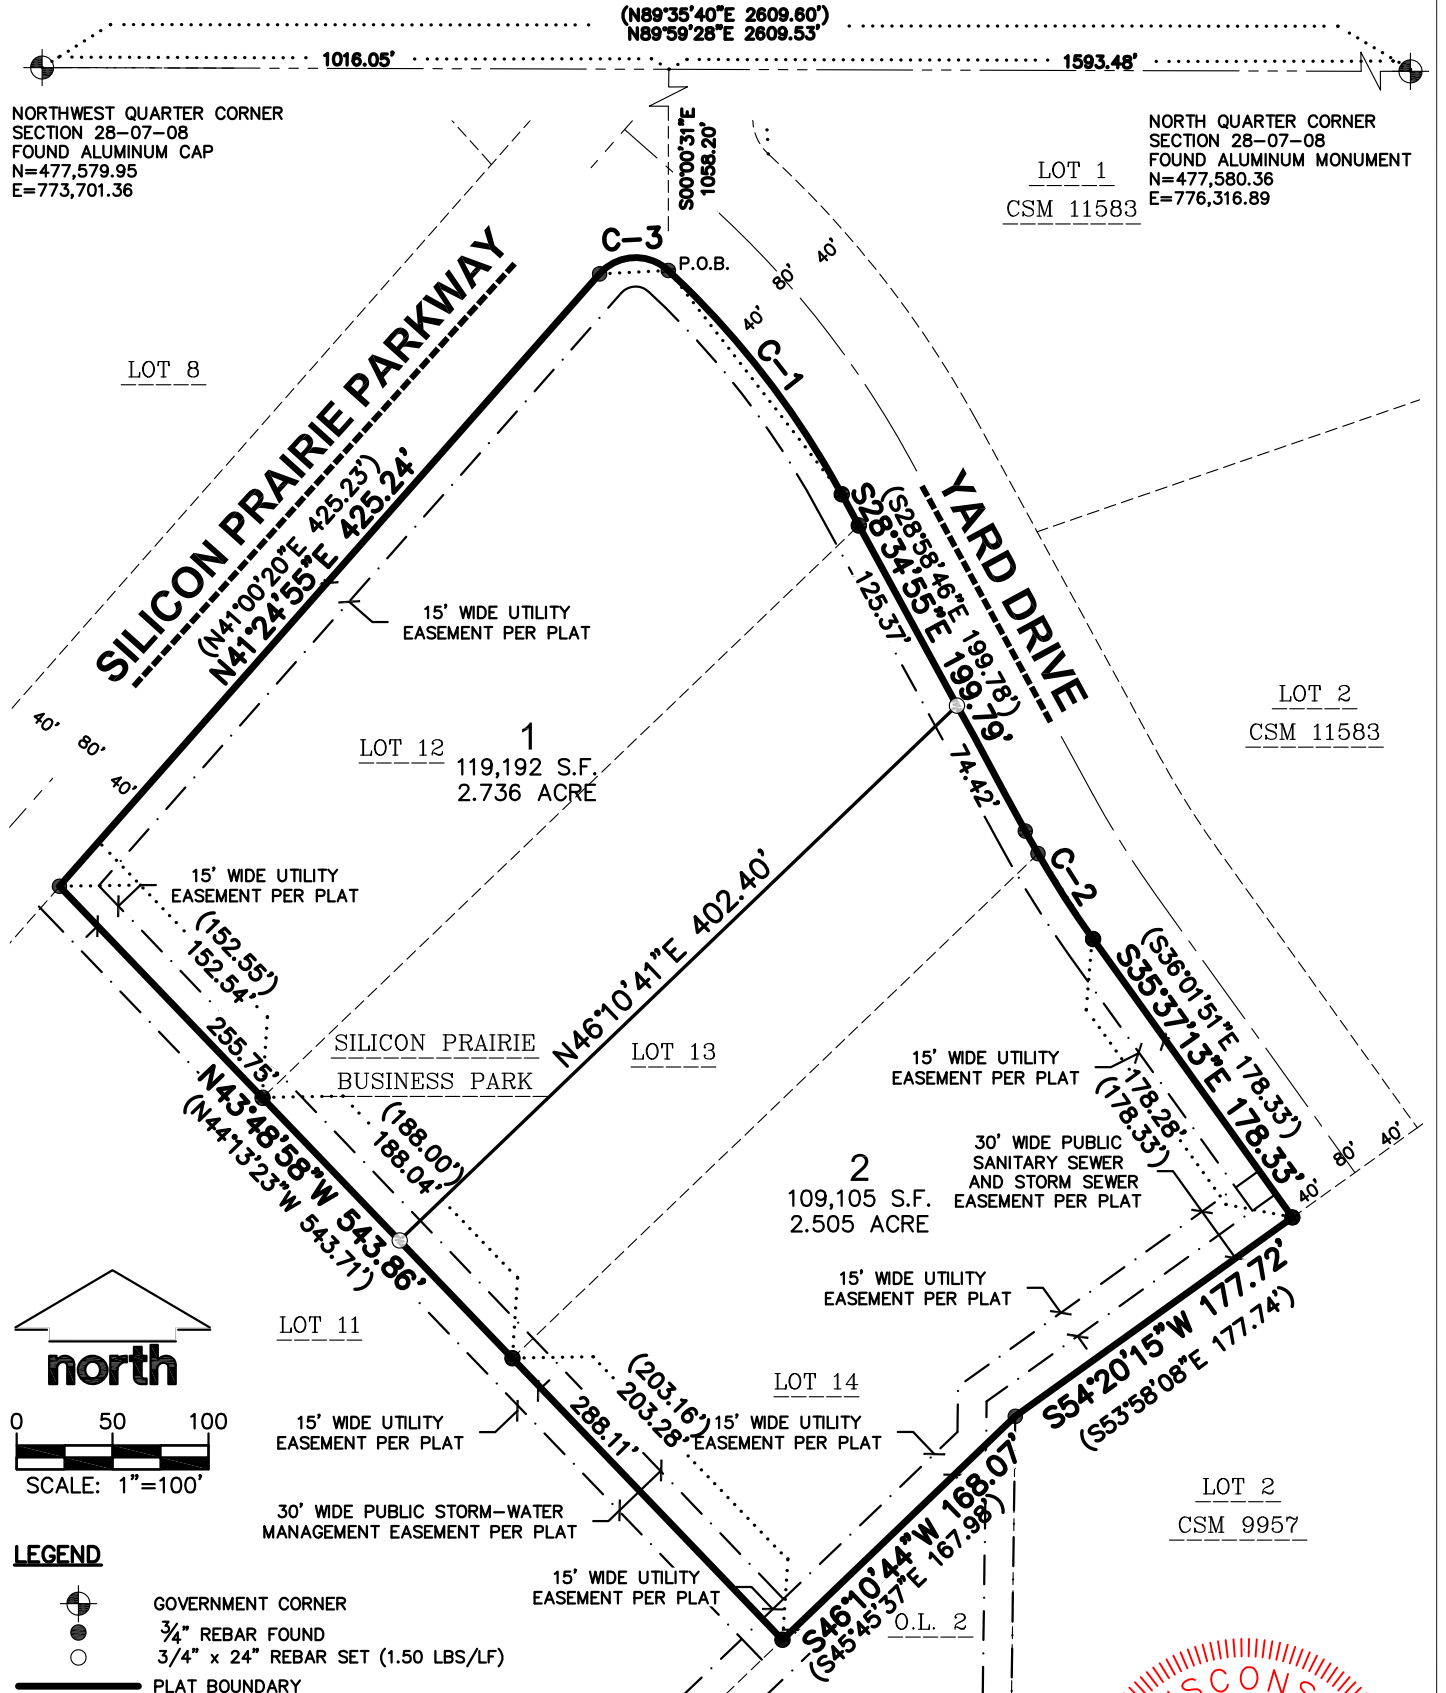 (N89°35'40"E 2609.60')
N89°59'28"E 2609.53'
1016.05'
1593.48'
NORTHWEST QUARTER CORNER
SECTION 28-07-08
FOUND ALUMINUM CAP
N=477,579.95
E=773,701.36
S00°00'31"E
1058.20'
NORTH QUARTER CORNER
SECTION 28-07-08
FOUND ALUMINUM MONUMENT
N=477,580.36
E=776,316.89
LOT 1
CSM 11583
C-3
P.O.B.
40'
80'
40'
C-1
LOT 8
SILICON PRAIRIE PARKWAY
(N41°00'20"E 425.23')
N41°24'55"E 425.24'
15' WIDE UTILITY
EASEMENT PER PLAT
YARD DRIVE
(S28°58'46"E 199.78')
S28°34'55"E 199.79'
125.37'
74.42'
LOT 2
CSM 11583
40'
80'
40'
LOT 12
1
119,192 S.F.
2.736 ACRE
15' WIDE UTILITY
EASEMENT PER PLAT
(152.55')
152.54'
255.75'
N46°10'41"E 402.40'
C-2
(S36°01'51"E 178.33')
S35°37'13"E 178.33'
SILICON PRAIRIE
BUSINESS PARK
LOT 13
15' WIDE UTILITY
EASEMENT PER PLAT
178.28'
(178.33')
N43°48'58"W 543.86'
(N44°13'23"W 543.71')
(188.00')
188.04'
30' WIDE PUBLIC
SANITARY SEWER
AND STORM SEWER
EASEMENT PER PLAT
40'
80'
40'
2
109,105 S.F.
2.505 ACRE
15' WIDE UTILITY
EASEMENT PER PLAT
S54°20'15"W 177.72'
(S53°58'08"E 177.74')
LOT 11
north
0 50 100
SCALE: 1"=100'
LOT 14
(203.16')
203.28'
288.11'
15' WIDE UTILITY
EASEMENT PER PLAT
15' WIDE UTILITY
EASEMENT PER PLAT
30' WIDE PUBLIC STORM-WATER
MANAGEMENT EASEMENT PER PLAT
S46°10'44"W 168.07'
(S45°45'37"E 167.98')
LOT 2
CSM 9957
15' WIDE UTILITY
EASEMENT PER PLAT
O.L. 2
LEGEND
GOVERNMENT CORNER
3/4" REBAR FOUND
3/4" x 24" REBAR SET (1.50 LBS/LF)
PLAT BOUNDARY
SCONS